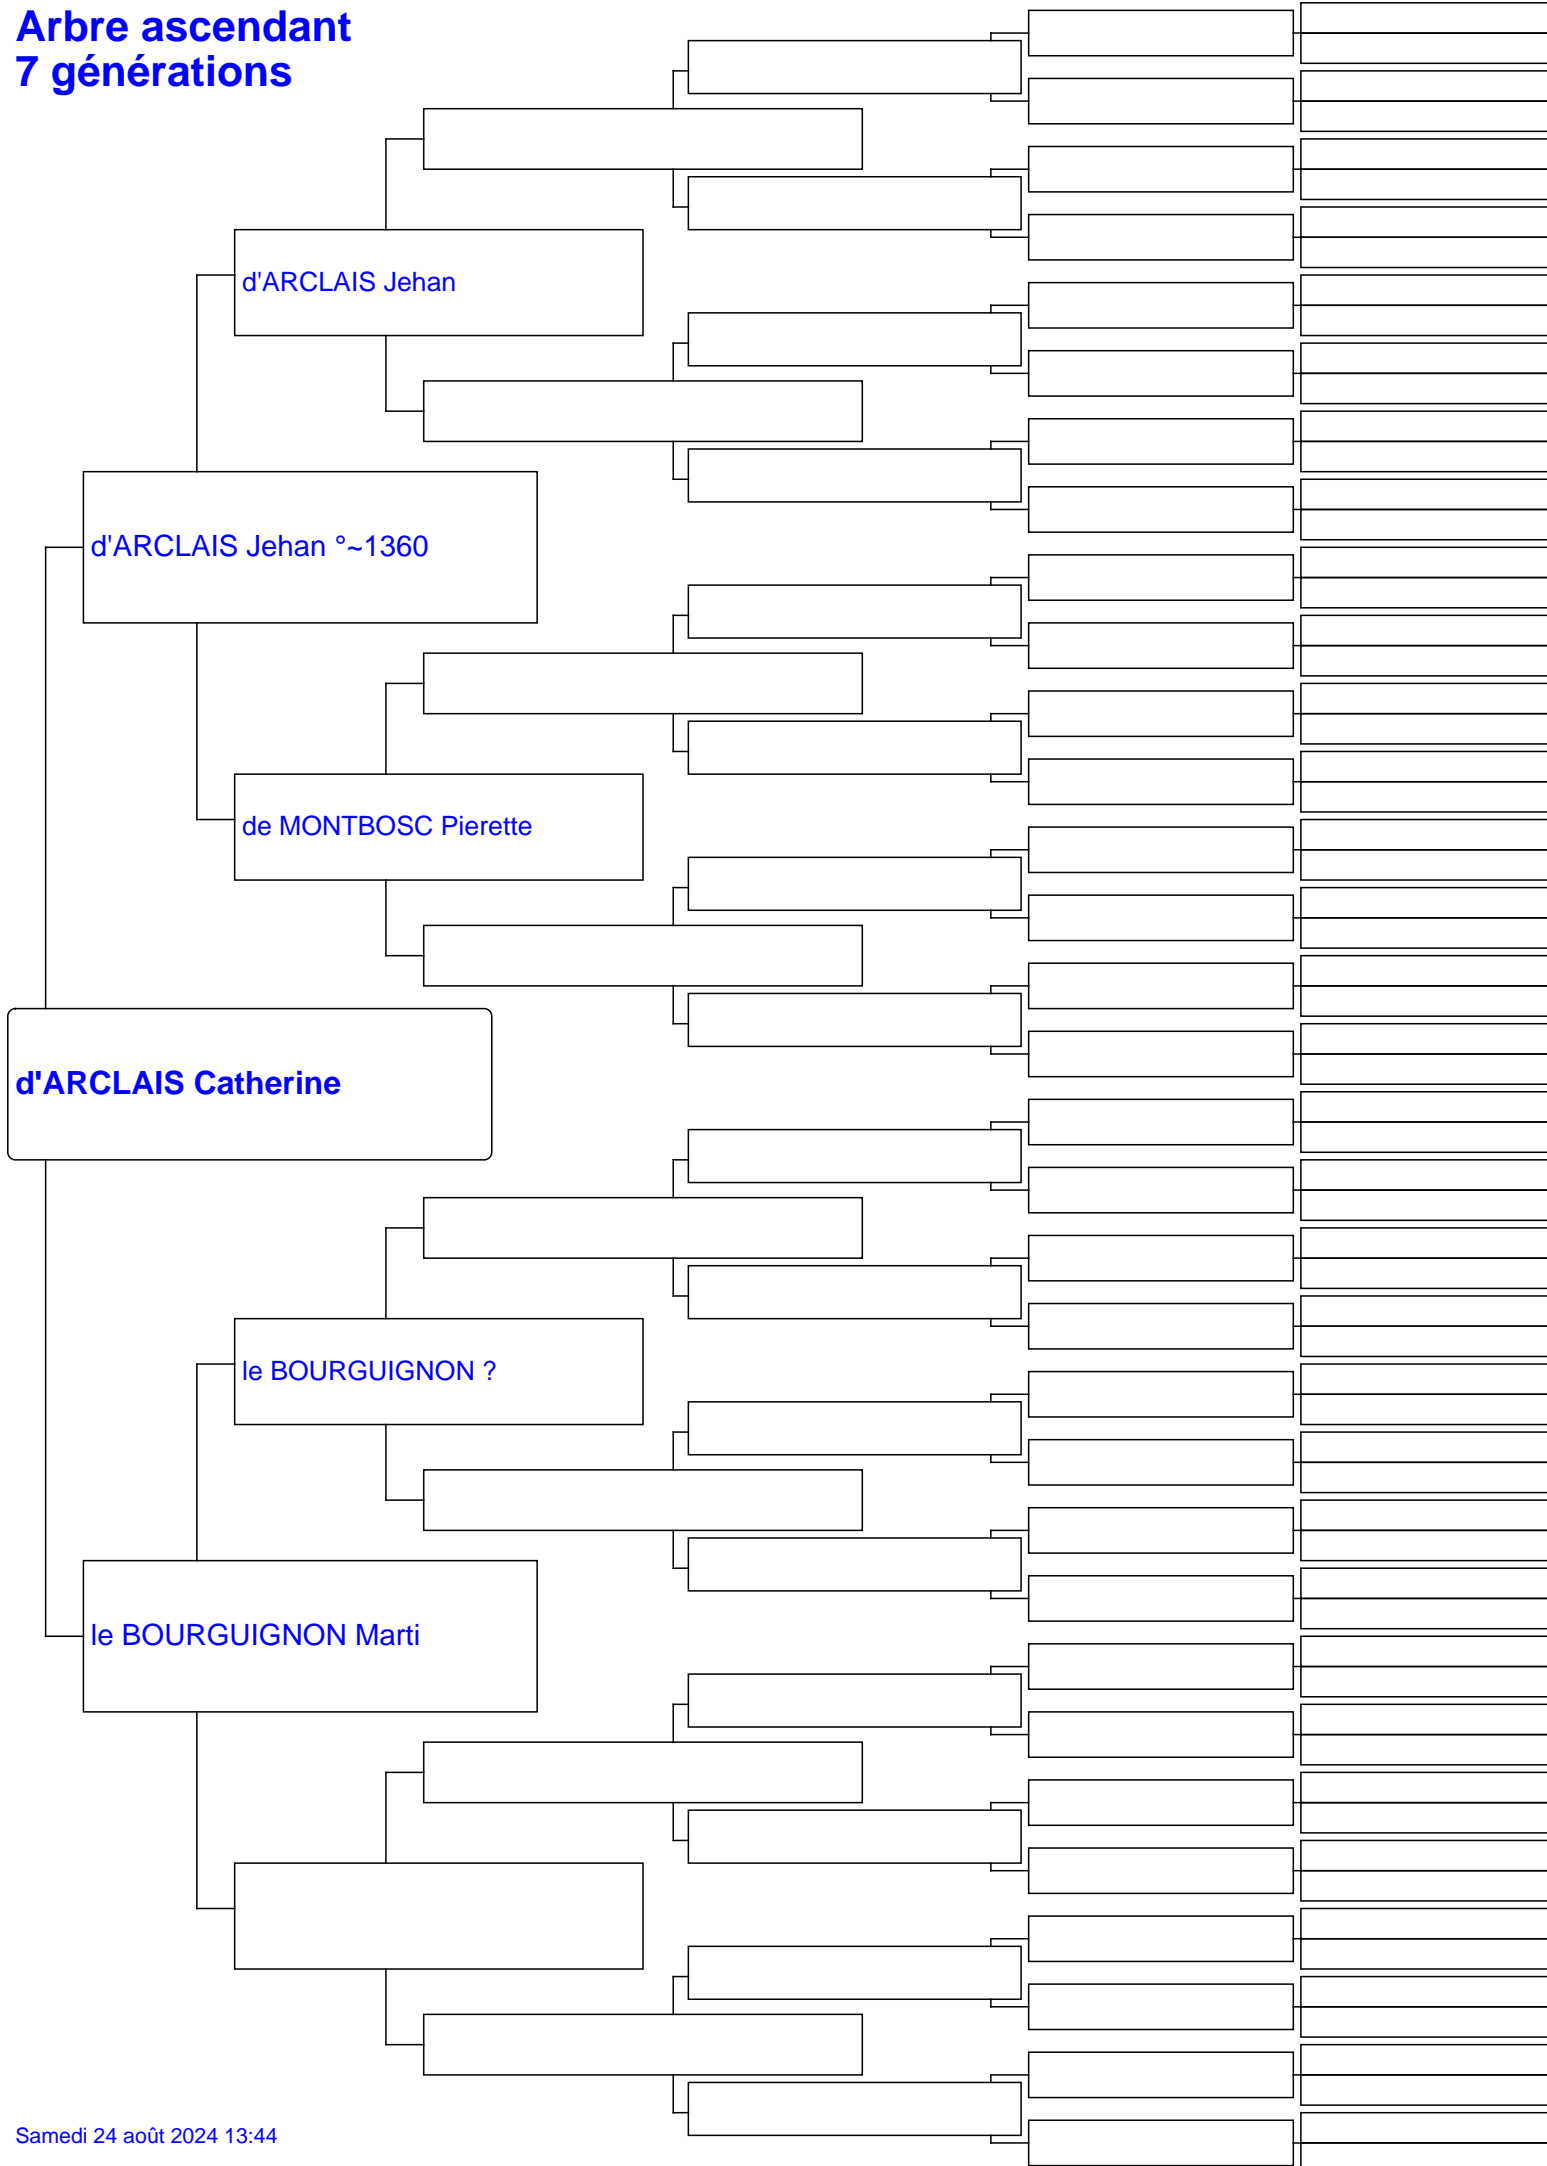 Arbre ascendant
7 générations
d'ARCLAIS Jehan
d'ARCLAIS Jehan °~1360
de MONTBOSC Pierette
d'ARCLAIS Catherine
le BOURGUIGNON ?
le BOURGUIGNON Marti
Samedi 24 août 2024 13:44